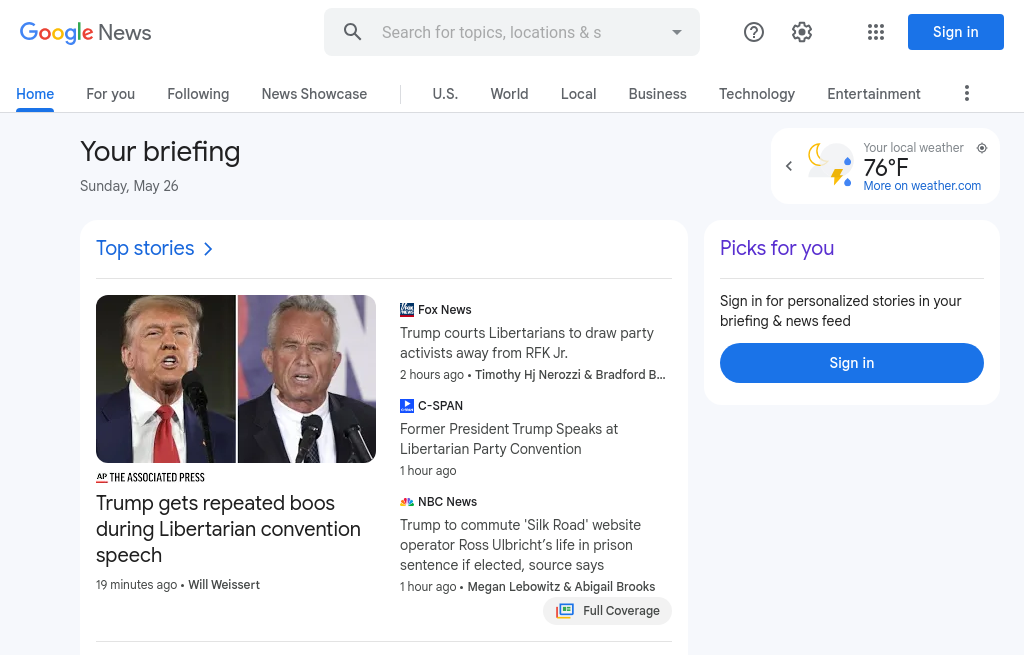 Google News
Search for topics, locations & s
Sign in
Home
For you
Following
News Showcase
U.S.
World
Local
Business
Technology
Entertainment
Your briefing
Sunday, May 26
Your local weather
76°F
More on weather.com
Top stories
THE ASSOCIATED PRESS
Trump gets repeated boos
during Libertarian convention
speech
19 minutes ago • Will Weissert
Fox News
Trump courts Libertarians to draw party
activists away from RFK Jr.
2 hours ago • Timothy Hj Nerozzi & Bradford B...
C-SPAN
Former President Trump Speaks at
Libertarian Party Convention
1 hour ago
NBC News
Trump to commute 'Silk Road' website
operator Ross Ulbricht’s life in prison
sentence if elected, source says
1 hour ago • Megan Lebowitz & Abigail Brooks
Full Coverage
Picks for you
Sign in for personalized stories in your
briefing & news feed
Sign in